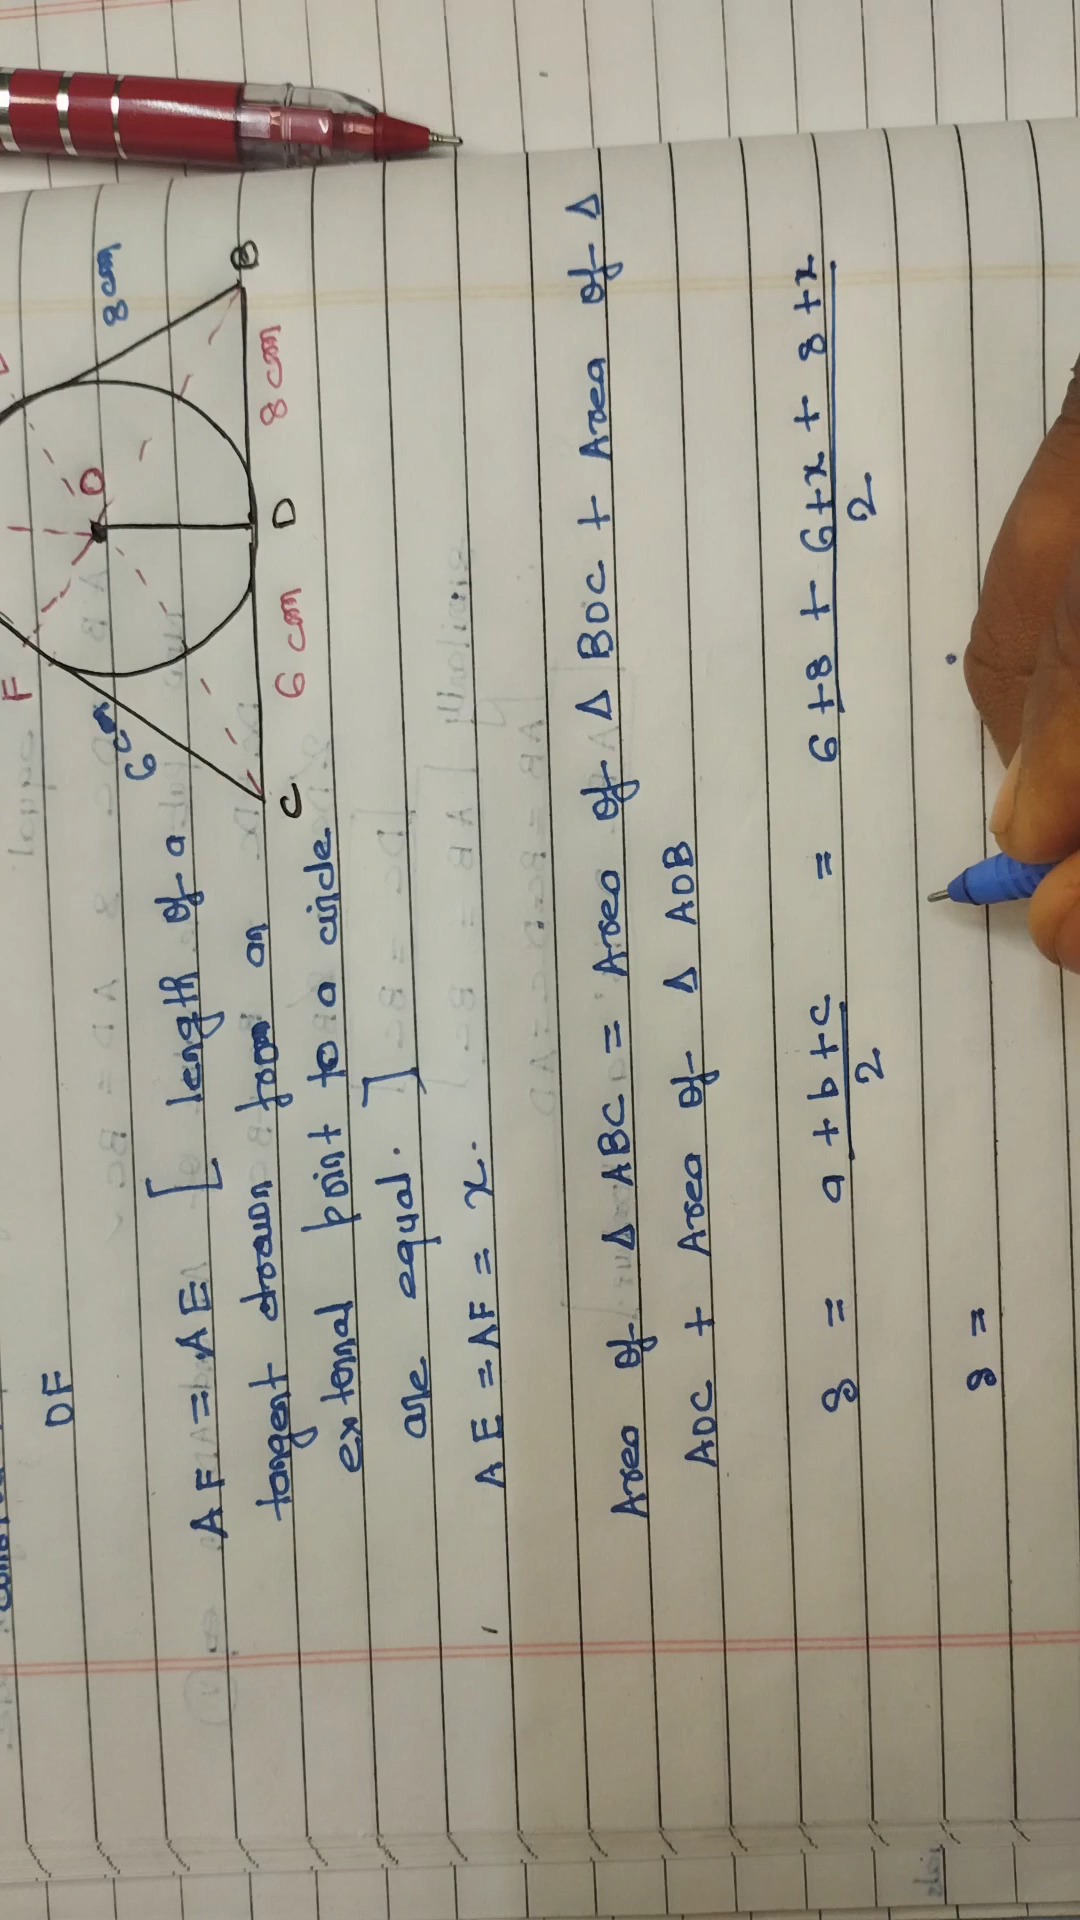 8cm
O
F
B
6cm
8 cm
D
6 cm
C
DF
AF = AE [length of a
tangent drawn from an
external point to a circle
are equal.]
AE = AF = x.
Area of Δ ABC = Area of Δ BOC + Area of Δ
AOC + Area of Δ AOB
s = a + b + c / 2 = 6 + 8 + 6 + x + 8 + x / 2
s =